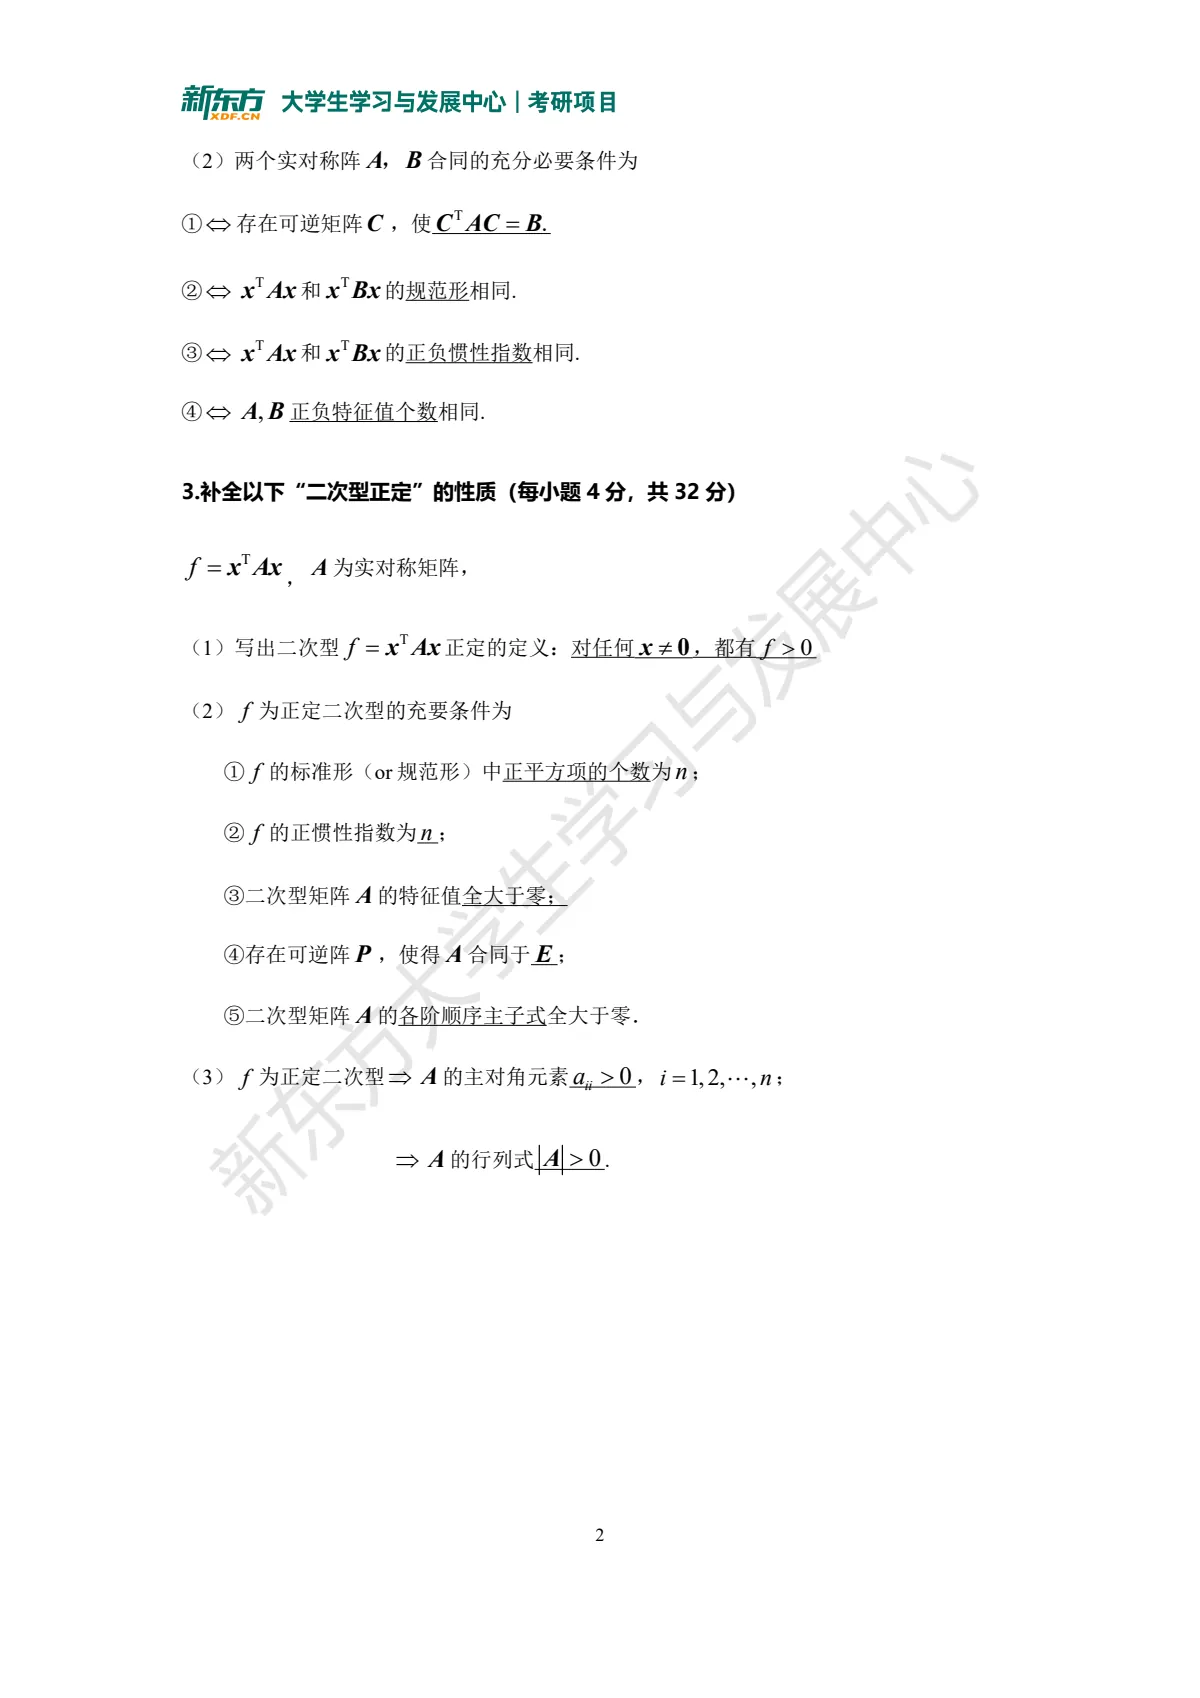 新东方 XDF.CN 大学生学习与发展中心 | 考研项目
（2）两个实对称阵 A，B 合同的充分必要条件为
①⇔ 存在可逆矩阵 C ，使 CᵀAC = B.
②⇔ xᵀAx 和 xᵀBx 的规范形相同.
③⇔ xᵀAx 和 xᵀBx 的正负惯性指数相同.
④⇔ A, B 正负特征值个数相同.
3.补全以下“二次型正定”的性质（每小题 4 分，共 32 分）
f = xᵀAx ， A 为实对称矩阵，
（1）写出二次型 f = xᵀAx 正定的定义：对任何 x ≠ 0 ，都有 f > 0
（2） f 为正定二次型的充要条件为
① f 的标准形（or 规范形）中正平方项的个数为 n ；
② f 的正惯性指数为 n ；
③二次型矩阵 A 的特征值全大于零；
④存在可逆阵 P ，使得 A 合同于 E ；
⑤二次型矩阵 A 的各阶顺序主子式全大于零．
（3） f 为正定二次型 ⇒ A 的主对角元素 aᵢᵢ > 0 ， i = 1, 2, ⋯, n ；
⇒ A 的行列式 |A| > 0 .
新东方大学生学习与发展中心
2